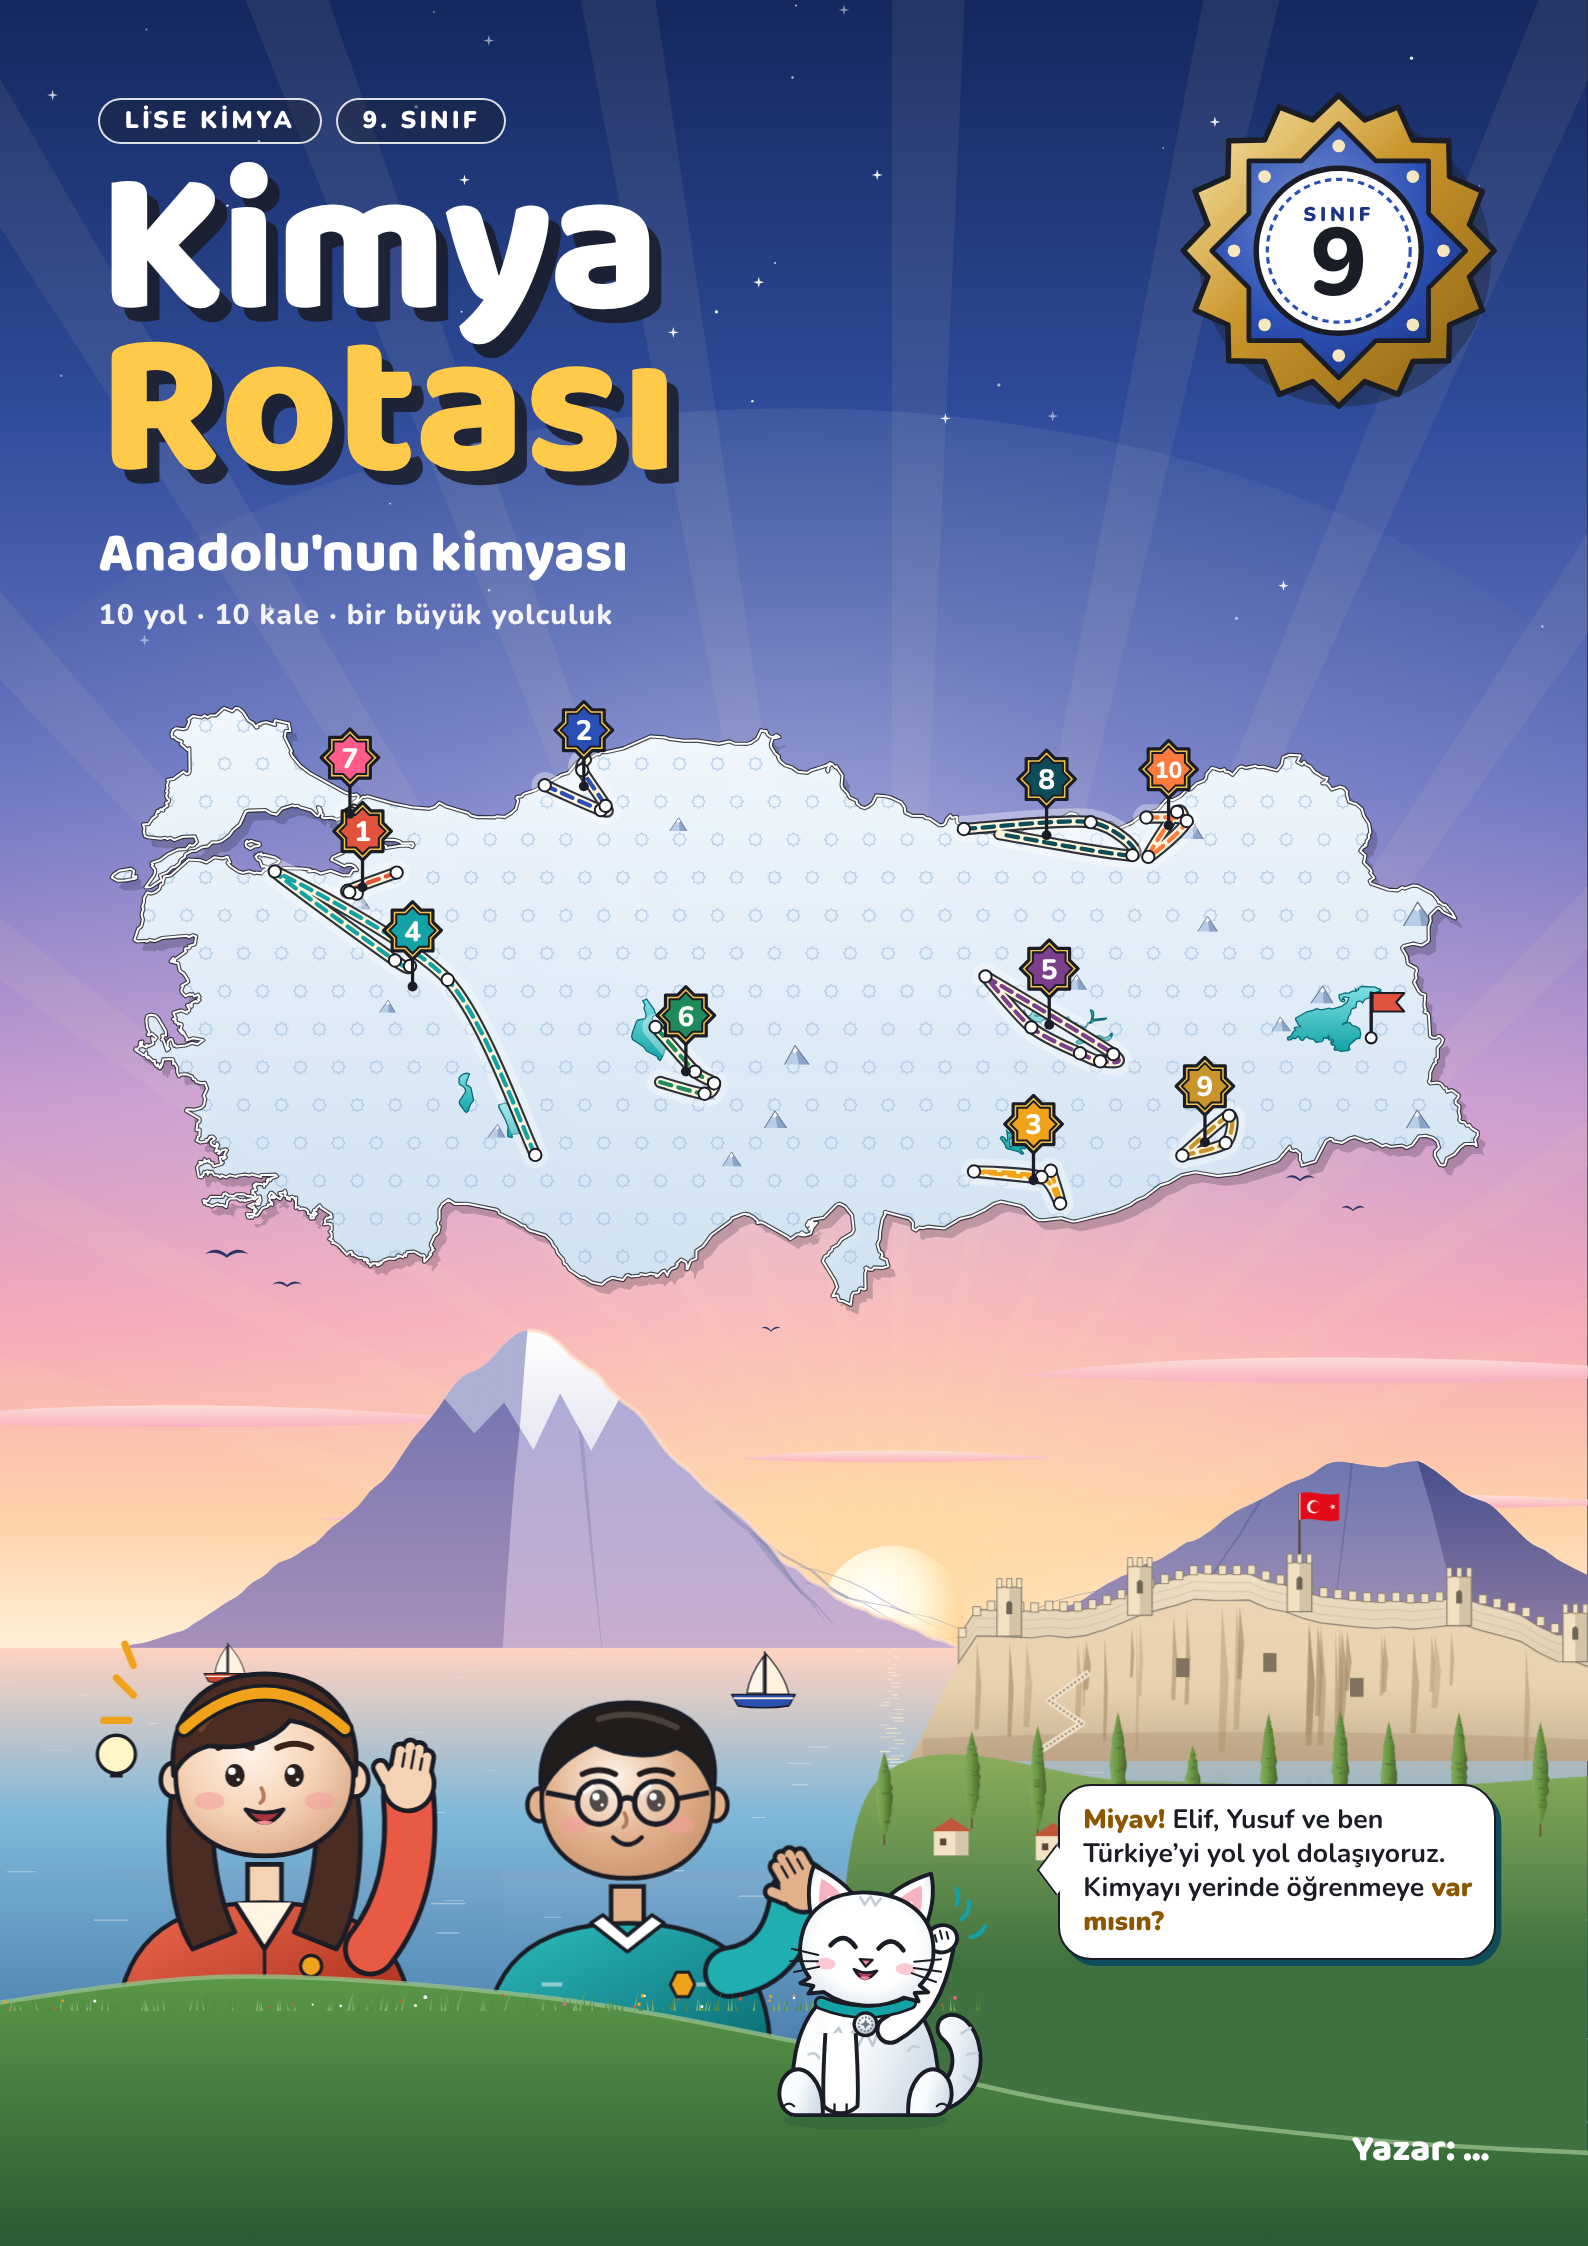 LİSE KİMYA
9. SINIF
Kimya
Rotası
Anadolu'nun kimyası
10 yol · 10 kale · bir büyük yolculuk
SINIF
9
7
2
8
10
1
4
5
6
9
3
Miyav! Elif, Yusuf ve ben
Türkiye’yi yol yol dolaşıyoruz.
Kimyayı yerinde öğrenmeye var
mısın?
Yazar: ...